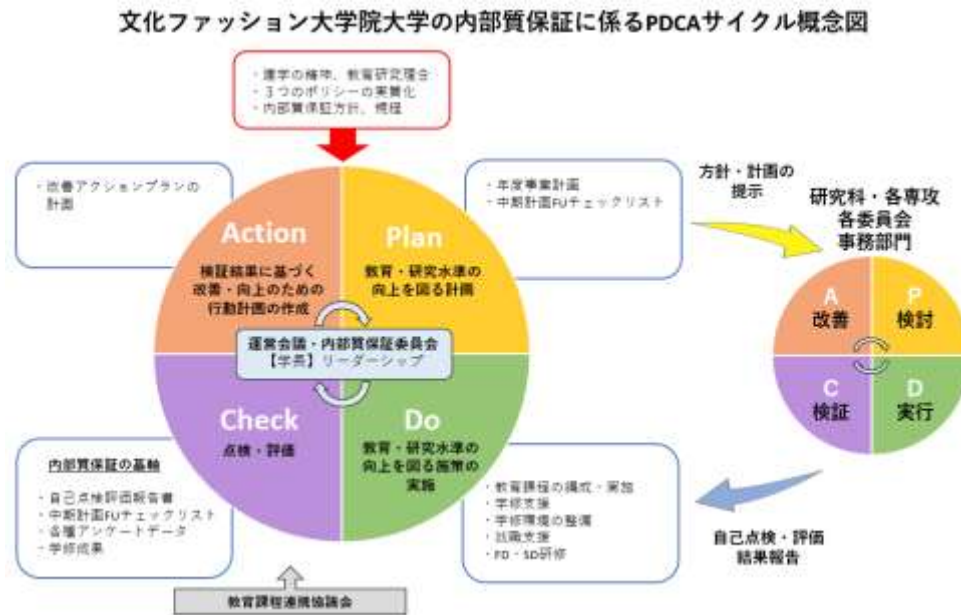 文化ファッション大学院大学の内部質保証に係るPDCAサイクル概念図
・建学の精神、教育研究理念
・３つのポリシーの実質化
・内部質保証方針、規程
・改善アクションプランの
計画
・年度事業計画
・中期計画FUチェックリスト
方針・計画の
提示
研究科・各専攻
各委員会
事務部門
Action
検証結果に基づく
改善・向上のための
行動計画の作成
Plan
教育・研究水準の
向上を図る計画
運営会議・内部質保証委員会
【学長】リーダーシップ
Check
点検・評価
Do
教育・研究水準の
向上を図る施策の
実施
A
改善
P
検討
C
検証
D
実行
内部質保証の基軸
・自己点検評価報告書
・中期計画FUチェックリスト
・各種アンケートデータ
・学修成果
・教育課程の編成・実施
・学修支援
・学修環境の整備
・就職支援
・FD・SD研修
自己点検・評価
結果報告
教育課程連携協議会